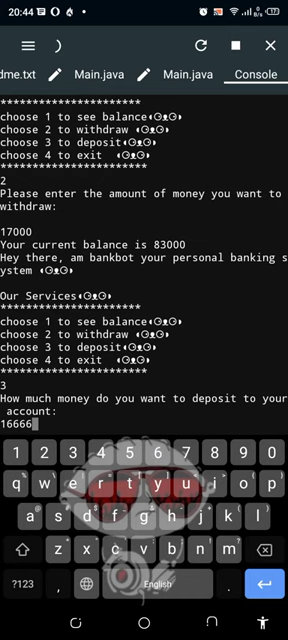 20:44
0
B/s
17
dme.txt
Main.java
Main.java
Console
**********************
choose 1 to see balance
choose 2 to withdraw
choose 3 to deposit
choose 4 to exit
***********************
2
Please enter the amount of money you want to
withdraw:
17000
Your current balance is 83000
Hey there, am bankbot your personal banking s
ystem
Our Services
**********************
choose 1 to see balance
choose 2 to withdraw
choose 3 to deposit
choose 4 to exit
***********************
3
How much money do you want to deposit to your
account:
16666
1 2 3 4 5 6 7 8 9 0
q w e r t y u i o p
a s d f g h j k l
z x c v b n m
?123 , English .